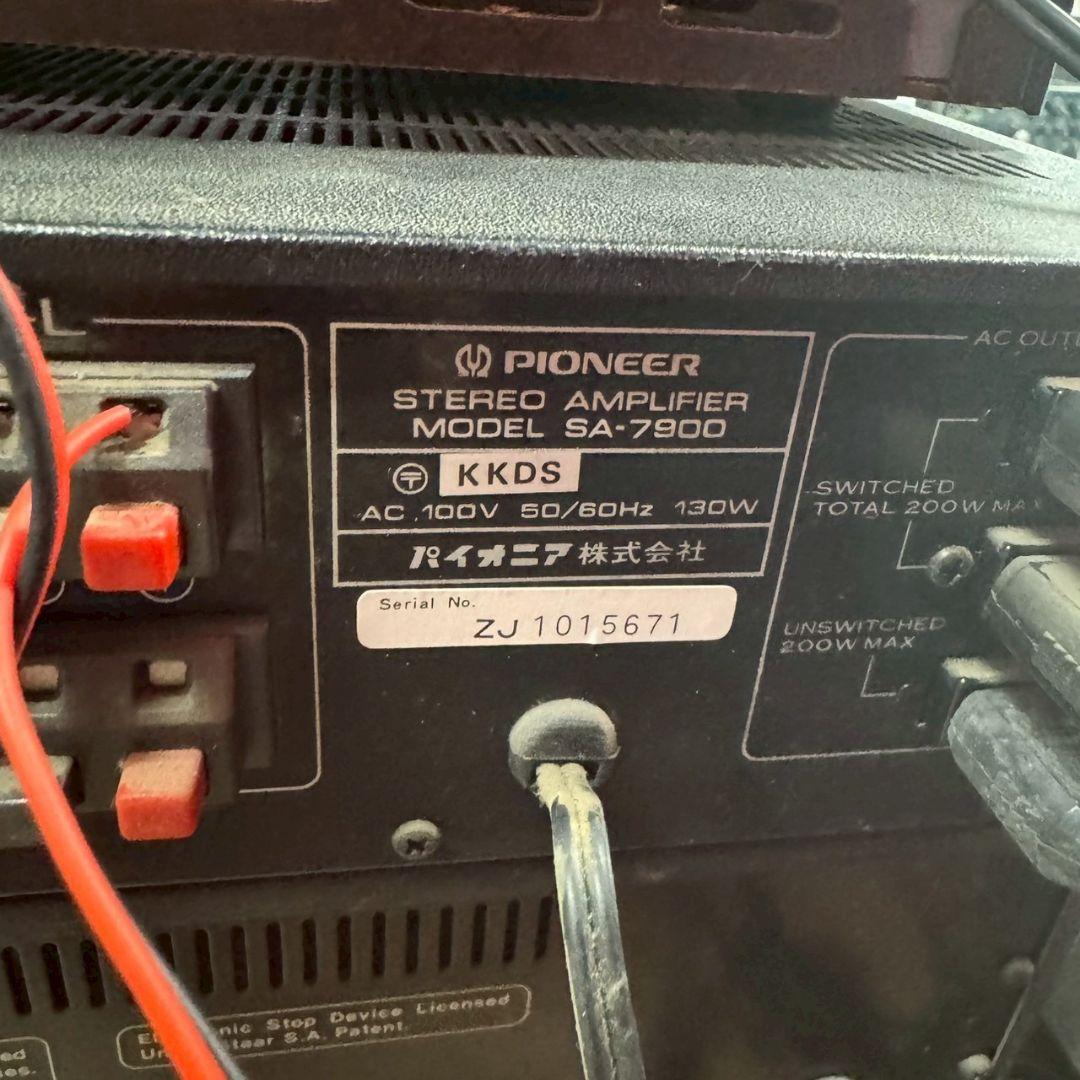 L
PIONEER
STEREO AMPLIFIER
MODEL SA-7900
〒 KKDS
AC 100V 50/60Hz 130W
パイオニア株式会社
Serial No.
ZJ 1015671
AC
SWITCHED
TOTAL 200W MAX
UNSWITCHED
200W MAX
Stop Device Licensed
Staar S.A. Patent.